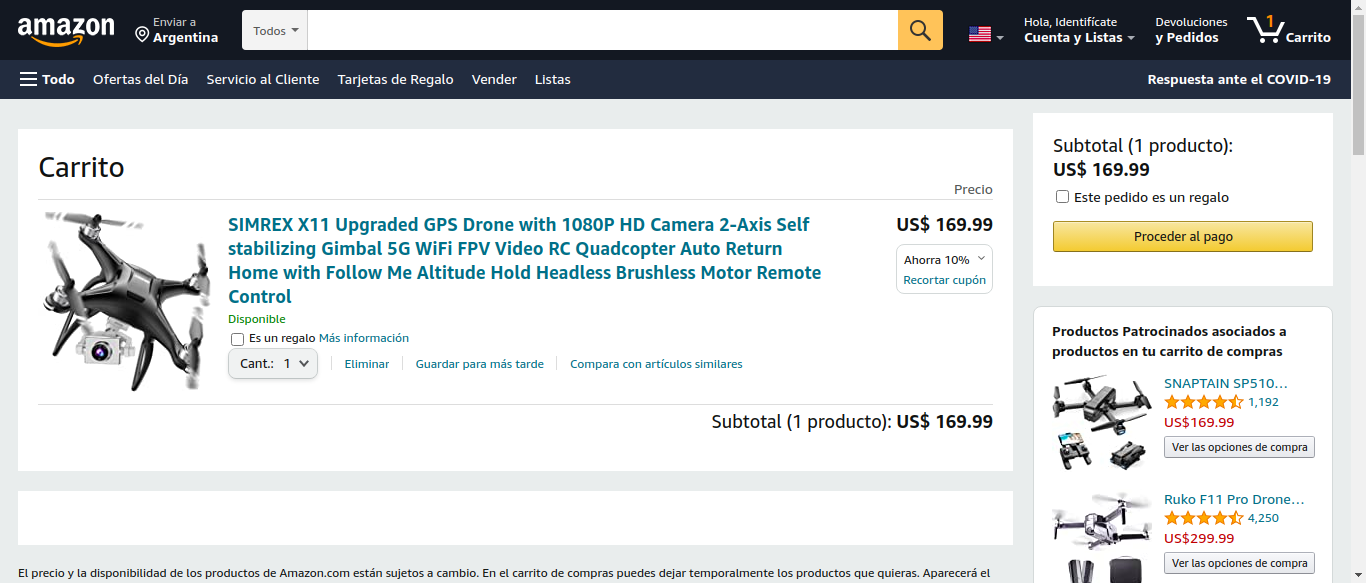 amazon
Enviar a
Argentina
Todos
Hola, Identifícate
Cuenta y Listas
Devoluciones
y Pedidos
1
Carrito
Todo
Ofertas del Día
Servicio al Cliente
Tarjetas de Regalo
Vender
Listas
Respuesta ante el COVID-19
Carrito
Precio
SIMREX X11 Upgraded GPS Drone with 1080P HD Camera 2-Axis Self
stabilizing Gimbal 5G WiFi FPV Video RC Quadcopter Auto Return
Home with Follow Me Altitude Hold Headless Brushless Motor Remote
Control
US$ 169.99
Ahorra 10%
Recortar cupón
Disponible
Es un regalo Más información
Cant.: 1
Eliminar
Guardar para más tarde
Compara con artículos similares
Subtotal (1 producto): US$ 169.99
Subtotal (1 producto):
US$ 169.99
Este pedido es un regalo
Proceder al pago
Productos Patrocinados asociados a
productos en tu carrito de compras
SNAPTAIN SP510...
1,192
US$169.99
Ver las opciones de compra
Ruko F11 Pro Drone...
4,250
US$299.99
Ver las opciones de compra
El precio y la disponibilidad de los productos de Amazon.com están sujetos a cambio. En el carrito de compras puedes dejar temporalmente los productos que quieras. Aparecerá el